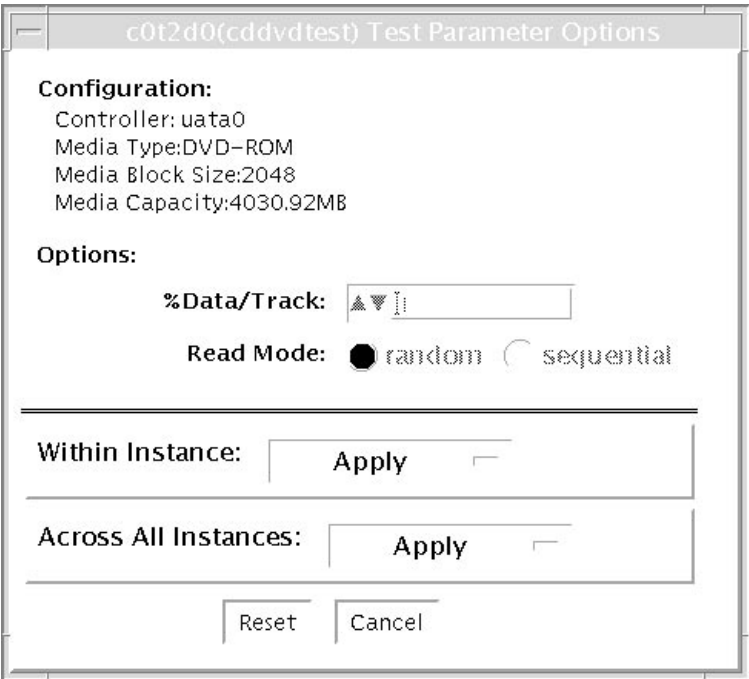 c0t2d0(cddvdtest) Test Parameter Options
Configuration:
Controller: uata0
Media Type:DVD-ROM
Media Block Size:2048
Media Capacity:4030.92MB
Options:
%Data/Track:
Read Mode: random sequential
Within Instance: Apply
Across All Instances: Apply
Reset Cancel